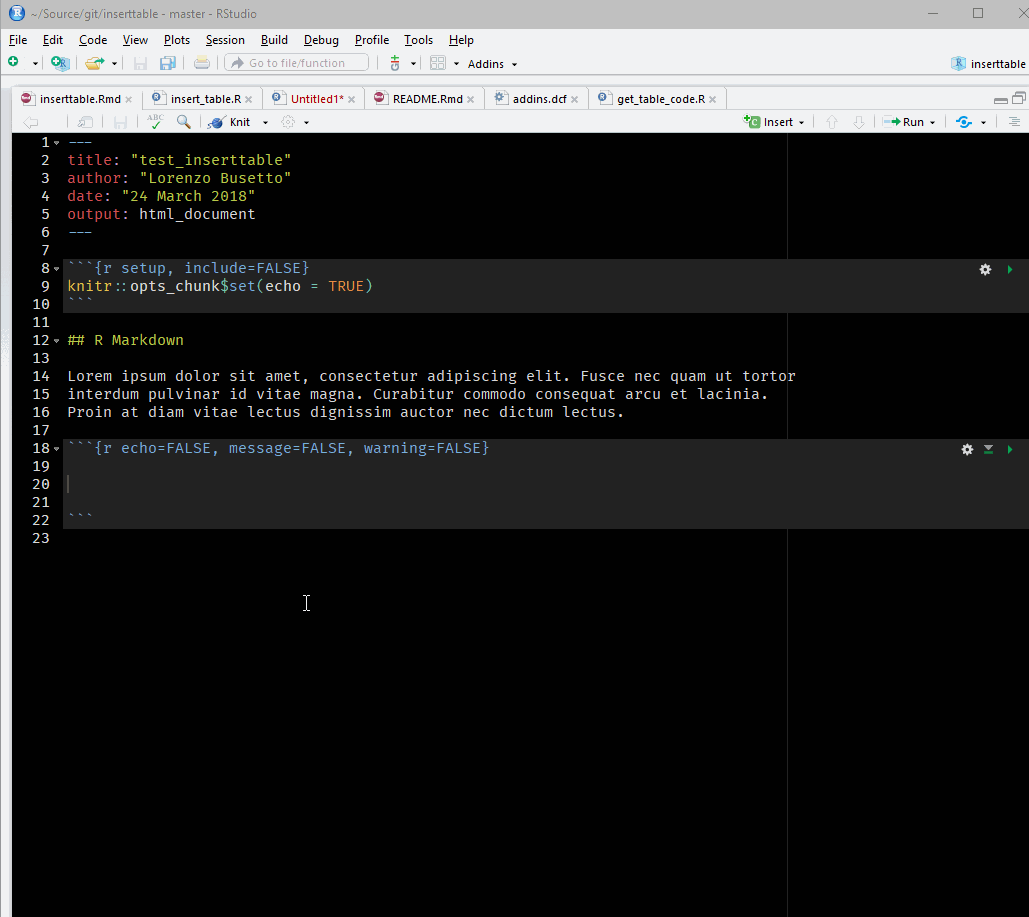 ~/Source/git/inserttable - master - RStudio
File Edit Code View Plots Session Build Debug Profile Tools Help
Go to file/function Addins inserttable
inserttable.Rmd insert_table.R Untitled1* README.Rmd addins.dcf get_table_code.R
ABC Knit Insert Run
1 ---
2 title: "test_inserttable"
3 author: "Lorenzo Busetto"
4 date: "24 March 2018"
5 output: html_document
6 ---
7
8 ```{r setup, include=FALSE}
9 knitr::opts_chunk$set(echo = TRUE)
10 ```
11
12 ## R Markdown
13
14 Lorem ipsum dolor sit amet, consectetur adipiscing elit. Fusce nec quam ut tortor
15 interdum pulvinar id vitae magna. Curabitur commodo consequat arcu et lacinia.
16 Proin at diam vitae lectus dignissim auctor nec dictum lectus.
17
18 ```{r echo=FALSE, message=FALSE, warning=FALSE}
19
20
21
22 ```
23